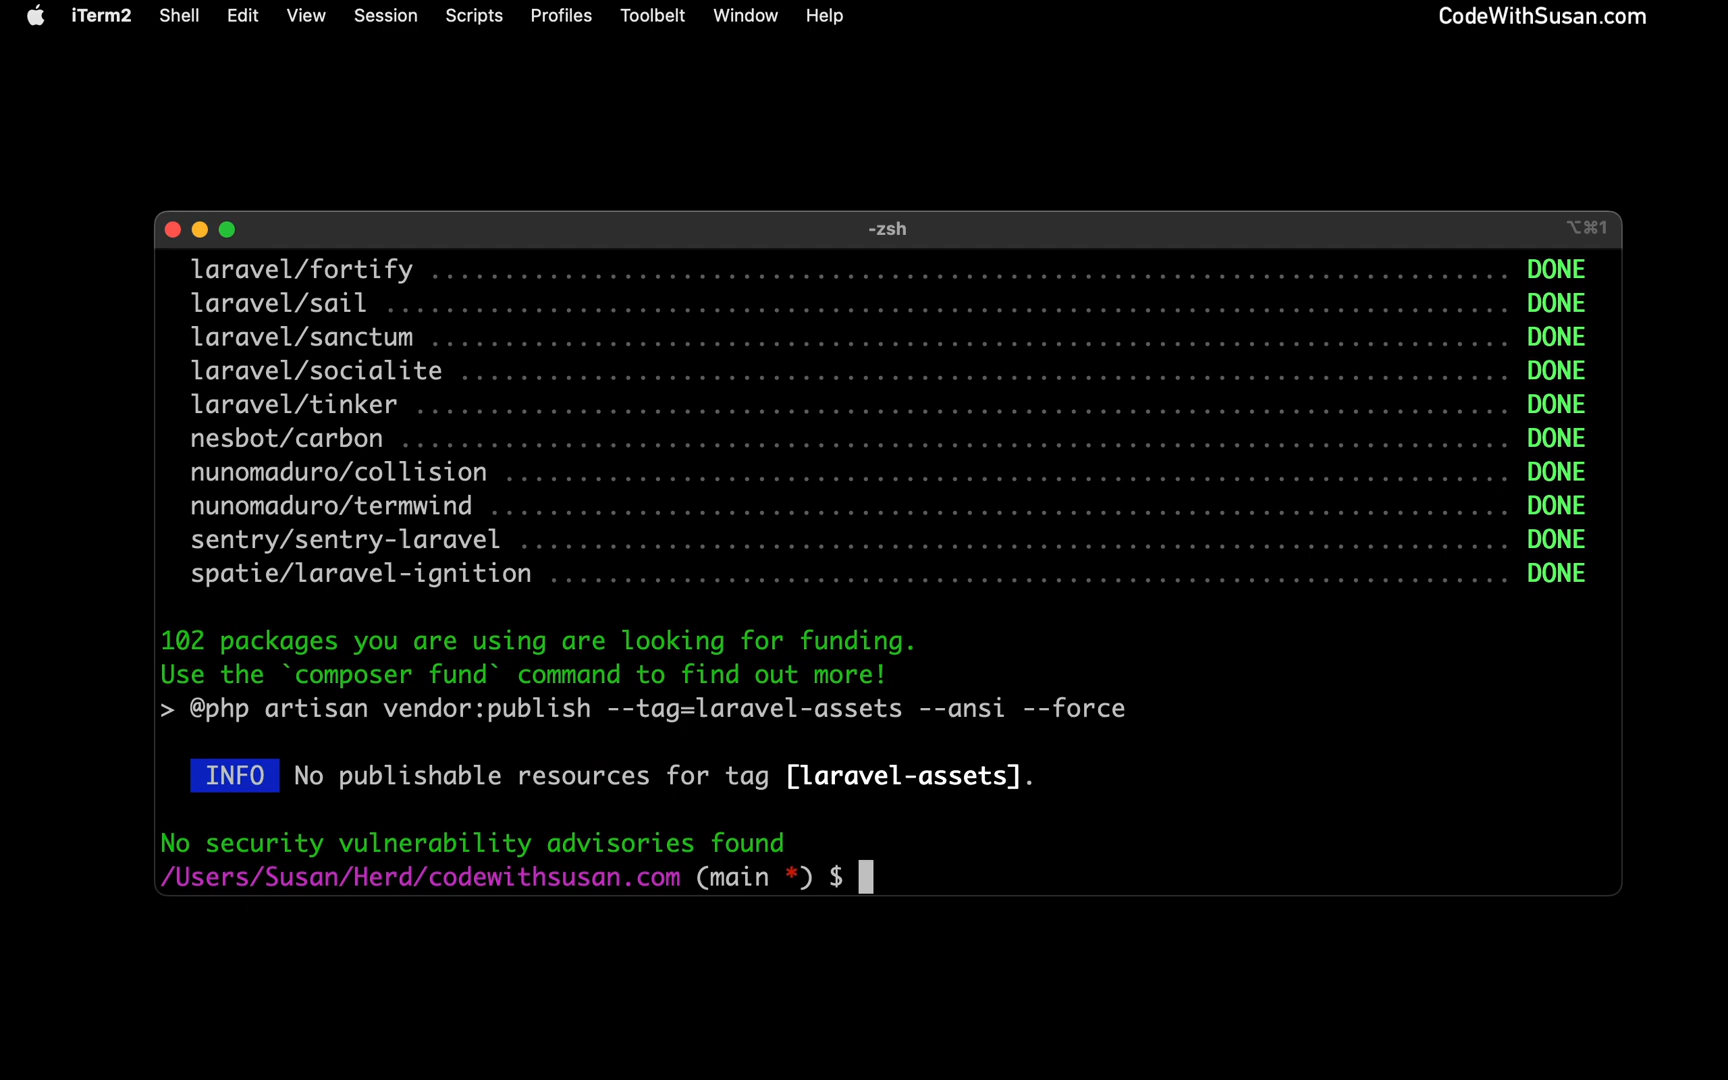 iTerm2 Shell Edit View Session Scripts Profiles Toolbelt Window Help CodeWithSusan.com
-zsh ⌥⌘1
laravel/fortify ........................................................................ DONE
laravel/sail ........................................................................... DONE
laravel/sanctum ........................................................................ DONE
laravel/socialite ...................................................................... DONE
laravel/tinker ......................................................................... DONE
nesbot/carbon .......................................................................... DONE
nunomaduro/collision ................................................................... DONE
nunomaduro/termwind .................................................................... DONE
sentry/sentry-laravel .................................................................. DONE
spatie/laravel-ignition ................................................................ DONE
102 packages you are using are looking for funding.
Use the `composer fund` command to find out more!
> @php artisan vendor:publish --tag=laravel-assets --ansi --force
INFO No publishable resources for tag [laravel-assets].
No security vulnerability advisories found
/Users/Susan/Herd/codewithsusan.com (main *) $